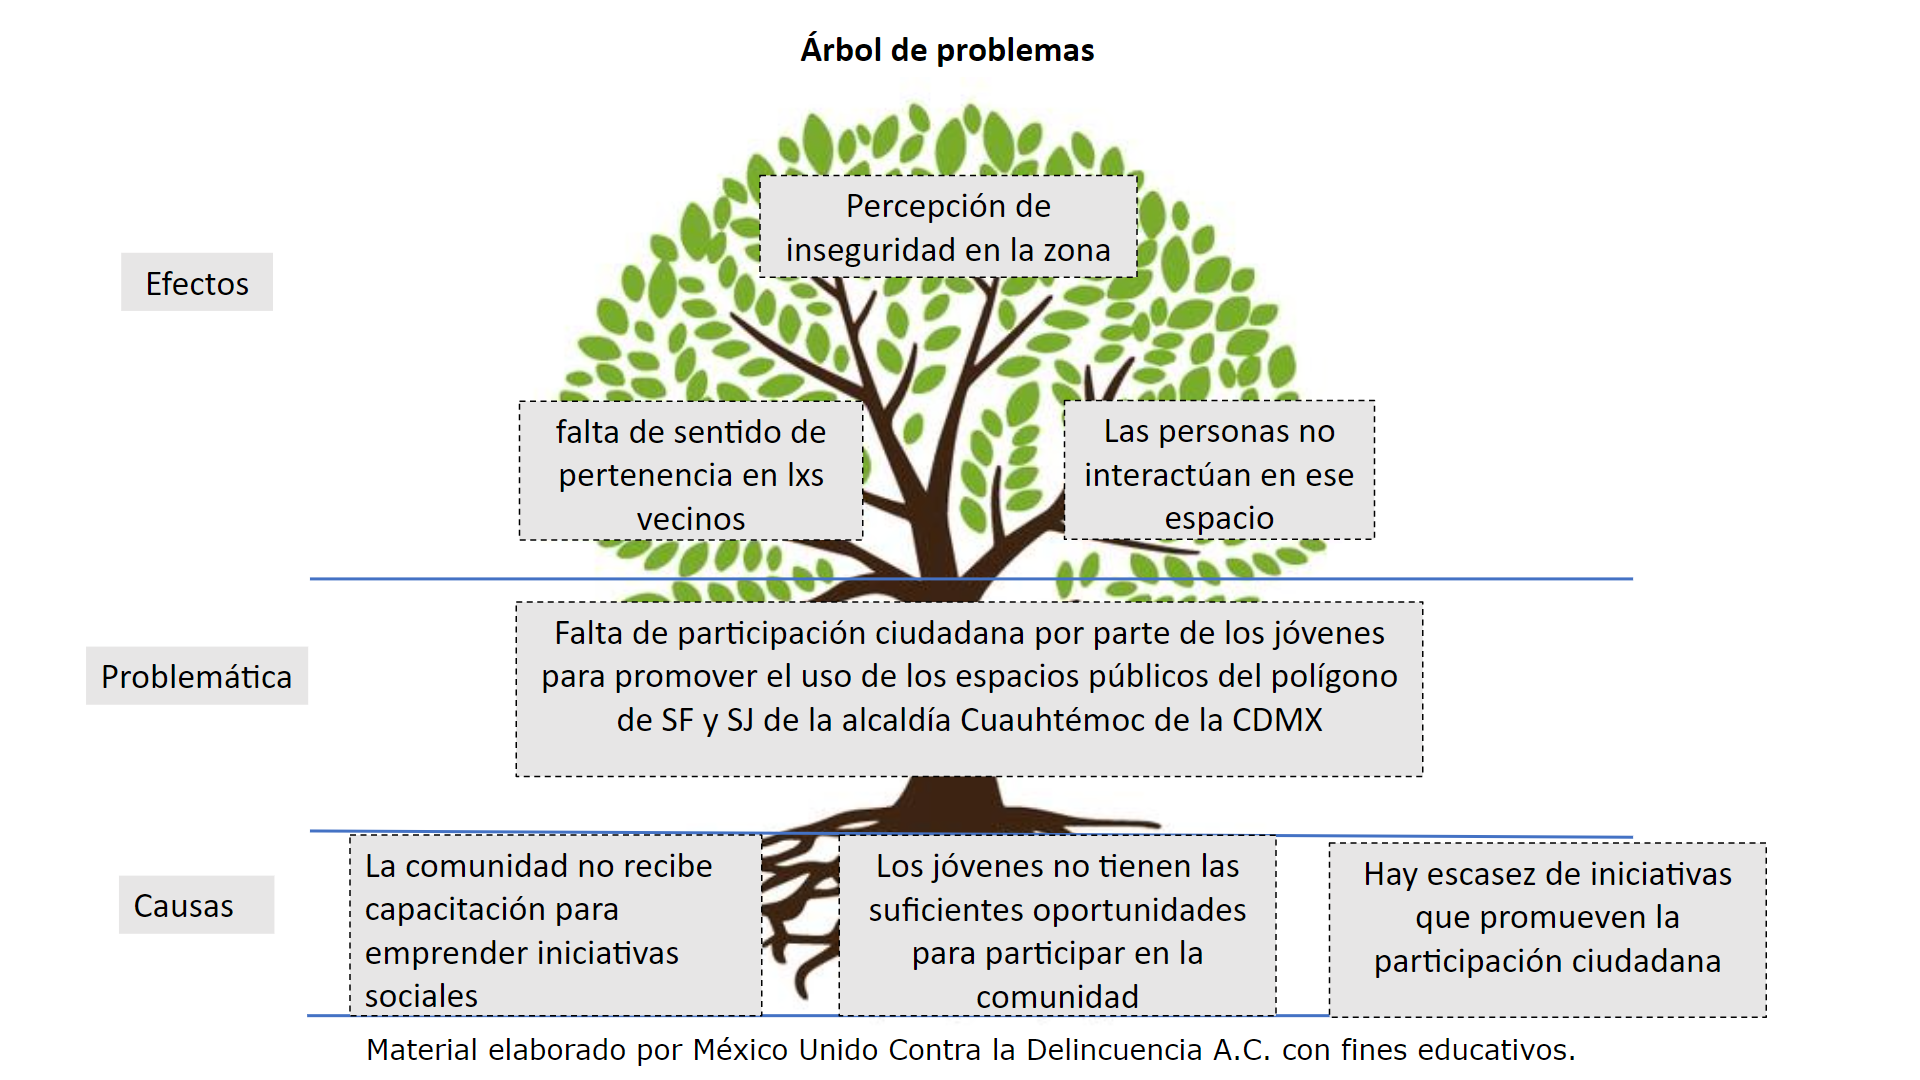 Árbol de problemas
Efectos
Percepción de
inseguridad en la zona
falta de sentido de
pertenencia en lxs
vecinos
Las personas no
interactúan en ese
espacio
Problemática
Falta de participación ciudadana por parte de los jóvenes
para promover el uso de los espacios públicos del polígono
de SF y SJ de la alcaldía Cuauhtémoc de la CDMX
Causas
La comunidad no recibe
capacitación para
emprender iniciativas
sociales
Los jóvenes no tienen las
suficientes oportunidades
para participar en la
comunidad
Hay escasez de iniciativas
que promueven la
participación ciudadana
Material elaborado por México Unido Contra la Delincuencia A.C. con fines educativos.